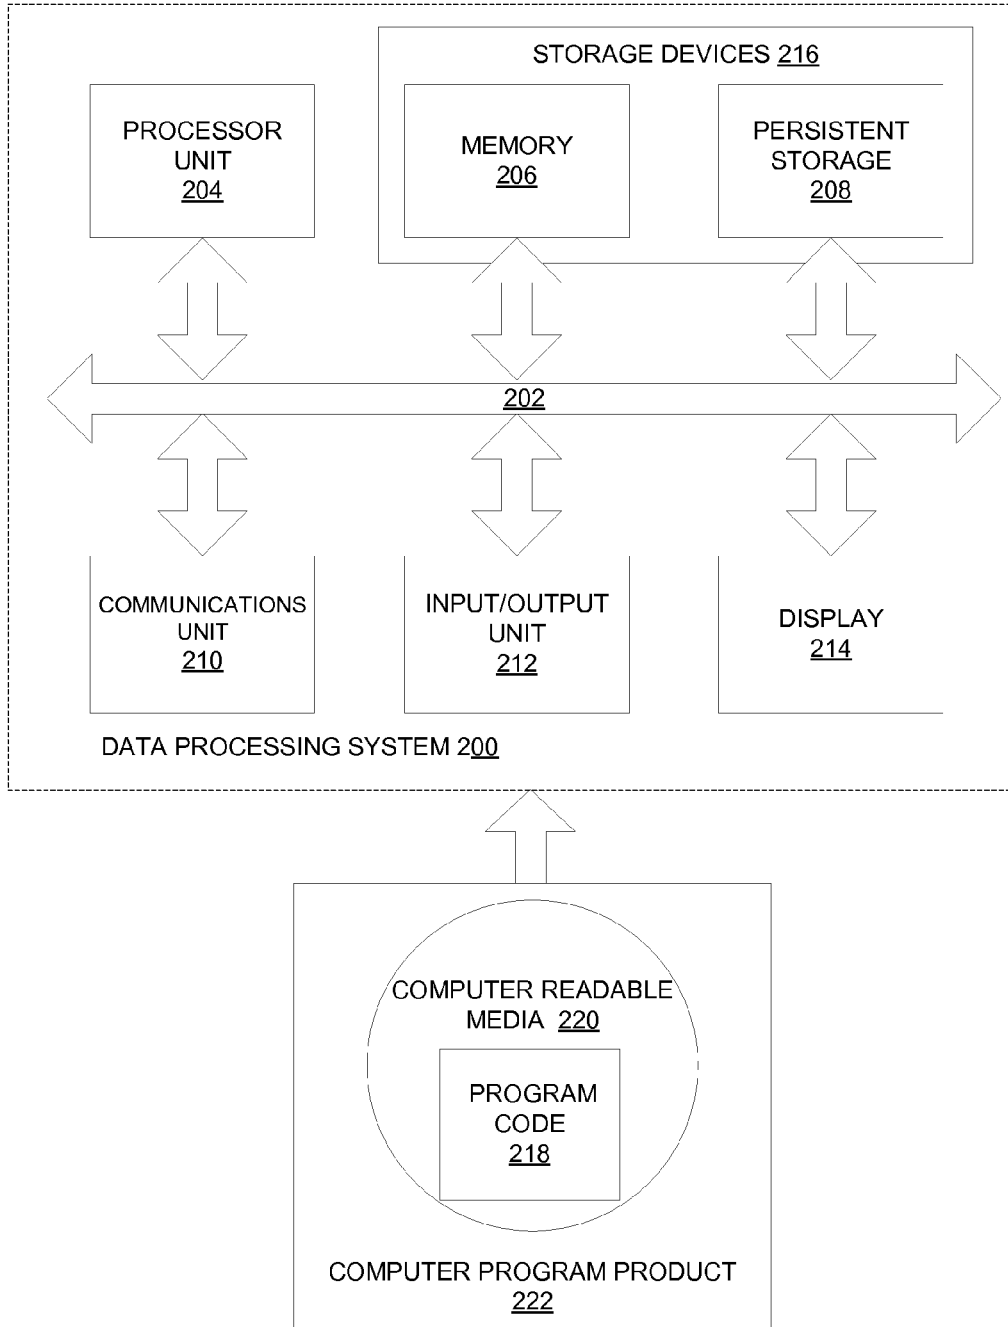 STORAGE DEVICES 216
PROCESSOR
UNIT
204
MEMORY
206
PERSISTENT
STORAGE
208
202
COMMUNICATIONS
UNIT
210
INPUT/OUTPUT
UNIT
212
DISPLAY
214
DATA PROCESSING SYSTEM 200
COMPUTER READABLE
MEDIA 220
PROGRAM
CODE
218
COMPUTER PROGRAM PRODUCT
222